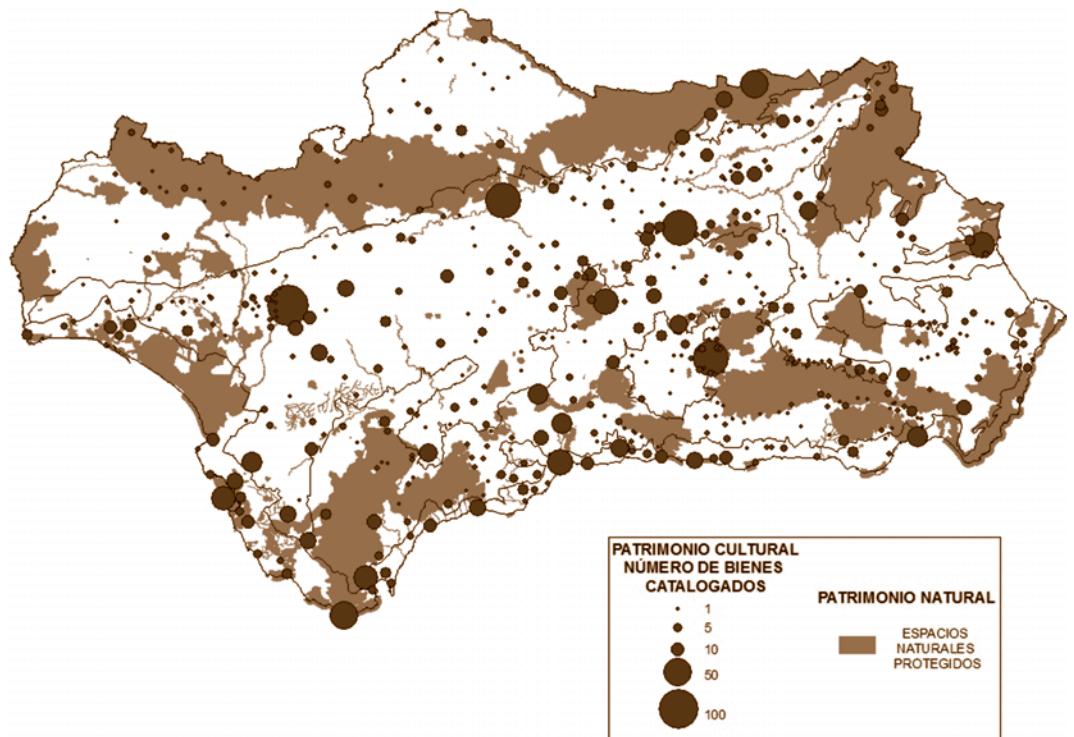 PATRIMONIO CULTURAL
NÚMERO DE BIENES
CATALOGADOS
1
5
10
50
100
PATRIMONIO NATURAL
ESPACIOS
NATURALES
PROTEGIDOS